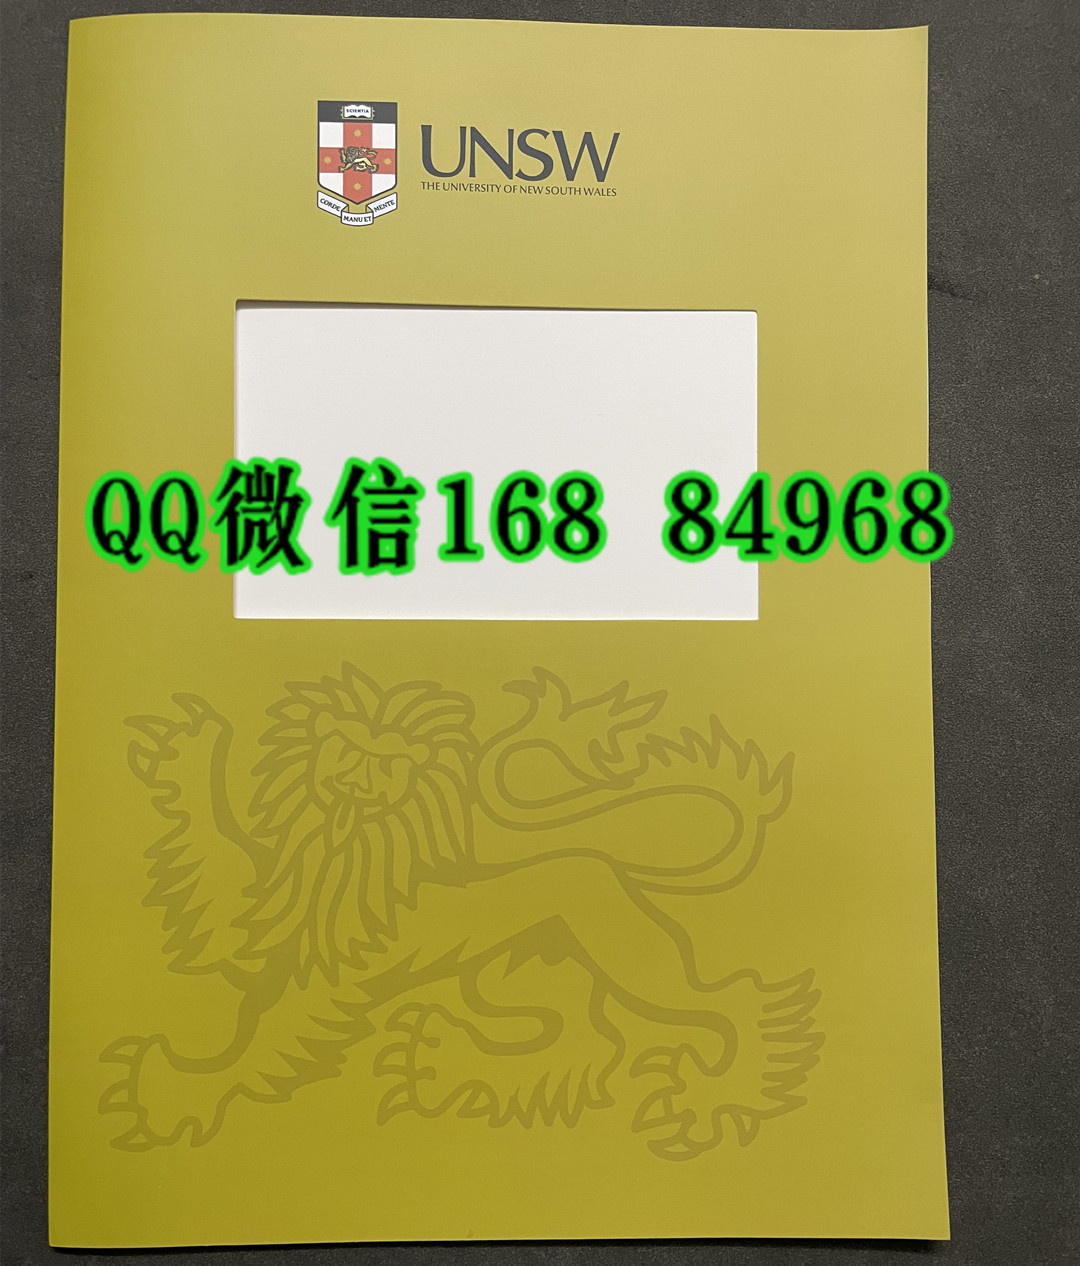 SCIENTIA
CORDE MANU ET MENTE
UNSW
THE UNIVERSITY OF NEW SOUTH WALES
QQ微信168 84968